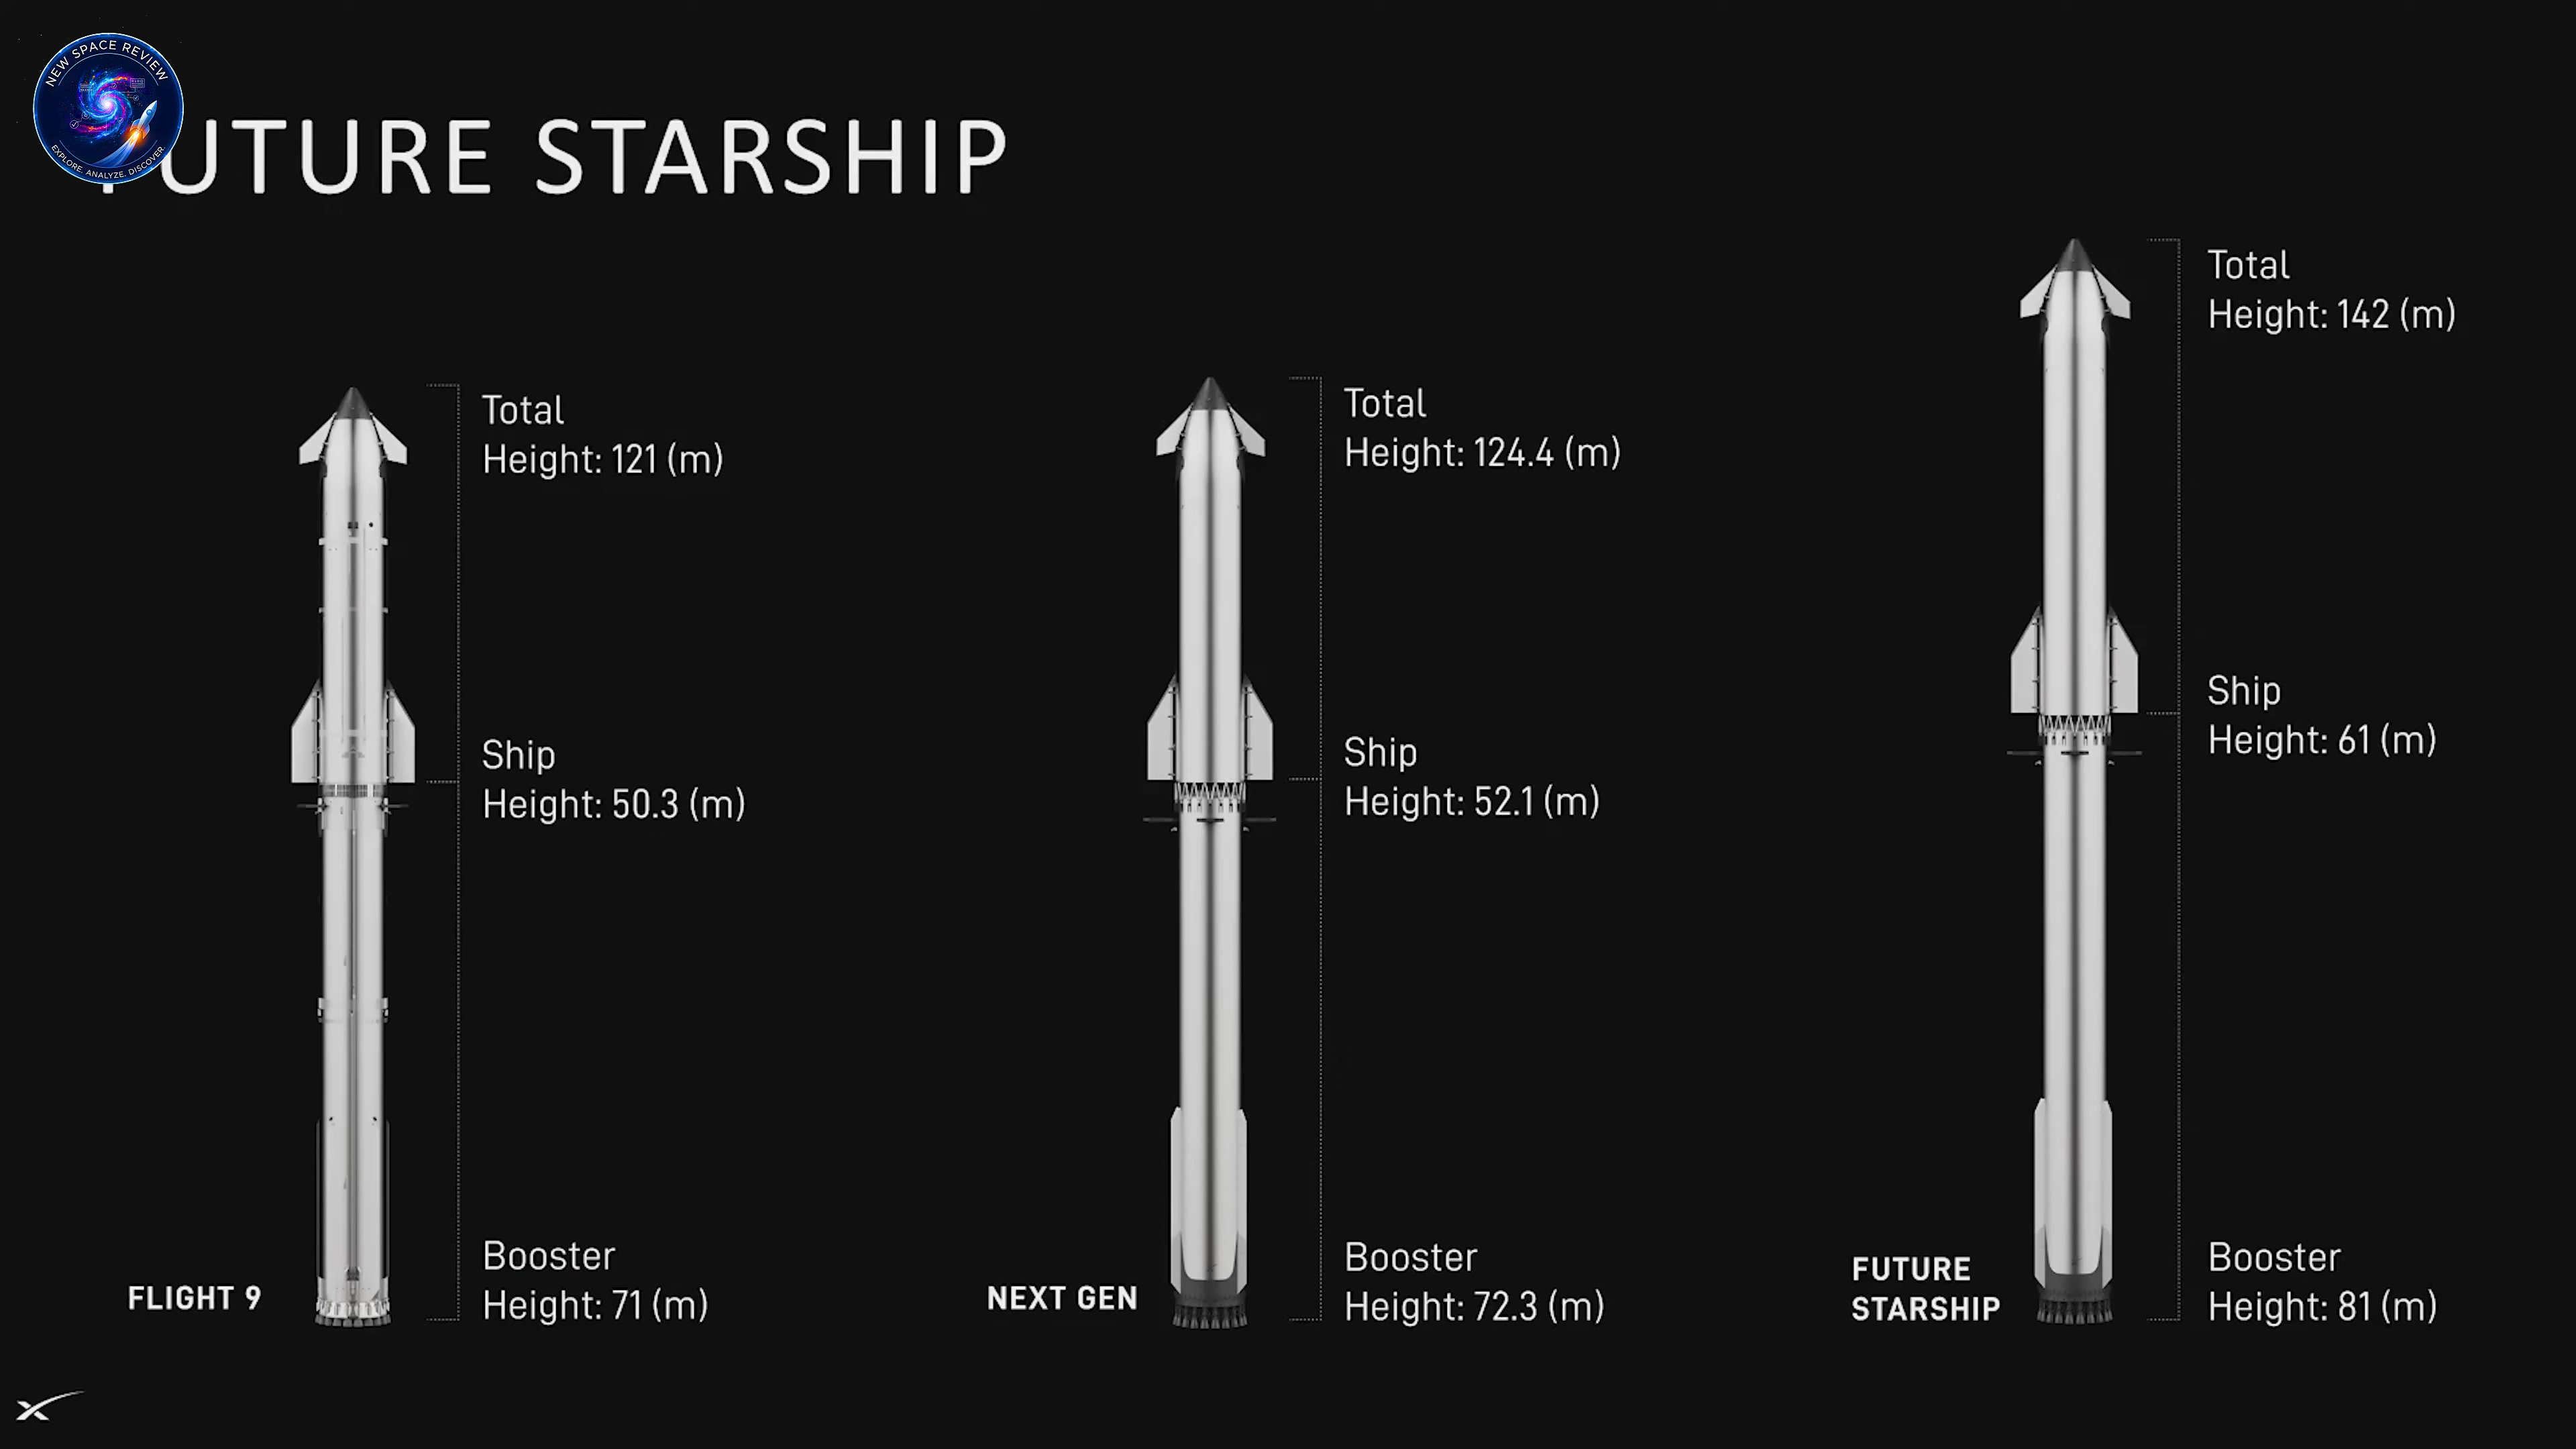 NEW SPACE REVIEW
EXPLORE. ANALYZE. DISCOVER.
FUTURE STARSHIP
Total
Height: 121 (m)
Ship
Height: 50.3 (m)
Booster
Height: 71 (m)
FLIGHT 9
Total
Height: 124.4 (m)
Ship
Height: 52.1 (m)
Booster
Height: 72.3 (m)
NEXT GEN
Total
Height: 142 (m)
Ship
Height: 61 (m)
Booster
Height: 81 (m)
FUTURE
STARSHIP